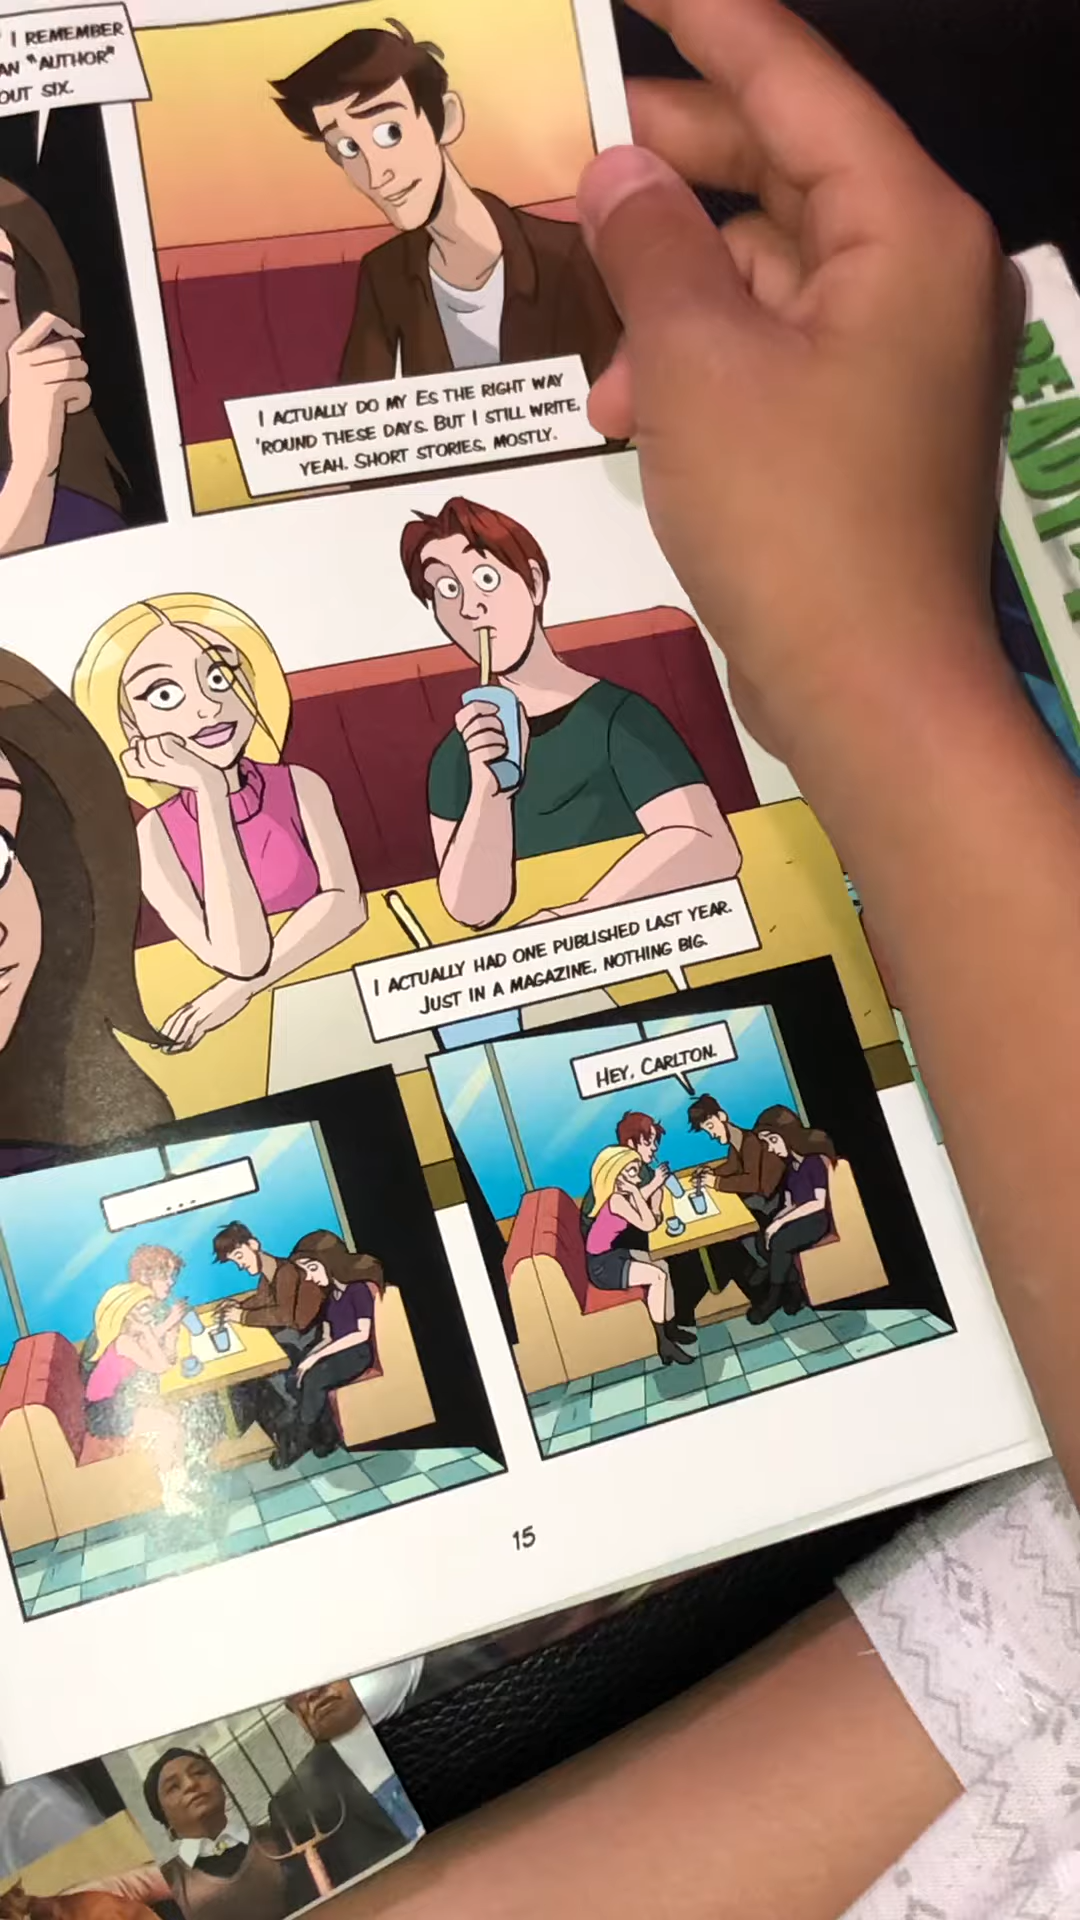 I REMEMBER
AN "AUTHOR"
OUT SIX.
I ACTUALLY DO MY ES THE RIGHT WAY
'ROUND THESE DAYS. BUT I STILL WRITE,
YEAH. SHORT STORIES, MOSTLY.
I ACTUALLY HAD ONE PUBLISHED LAST YEAR.
JUST IN A MAGAZINE, NOTHING BIG.
...
HEY, CARLTON.
15